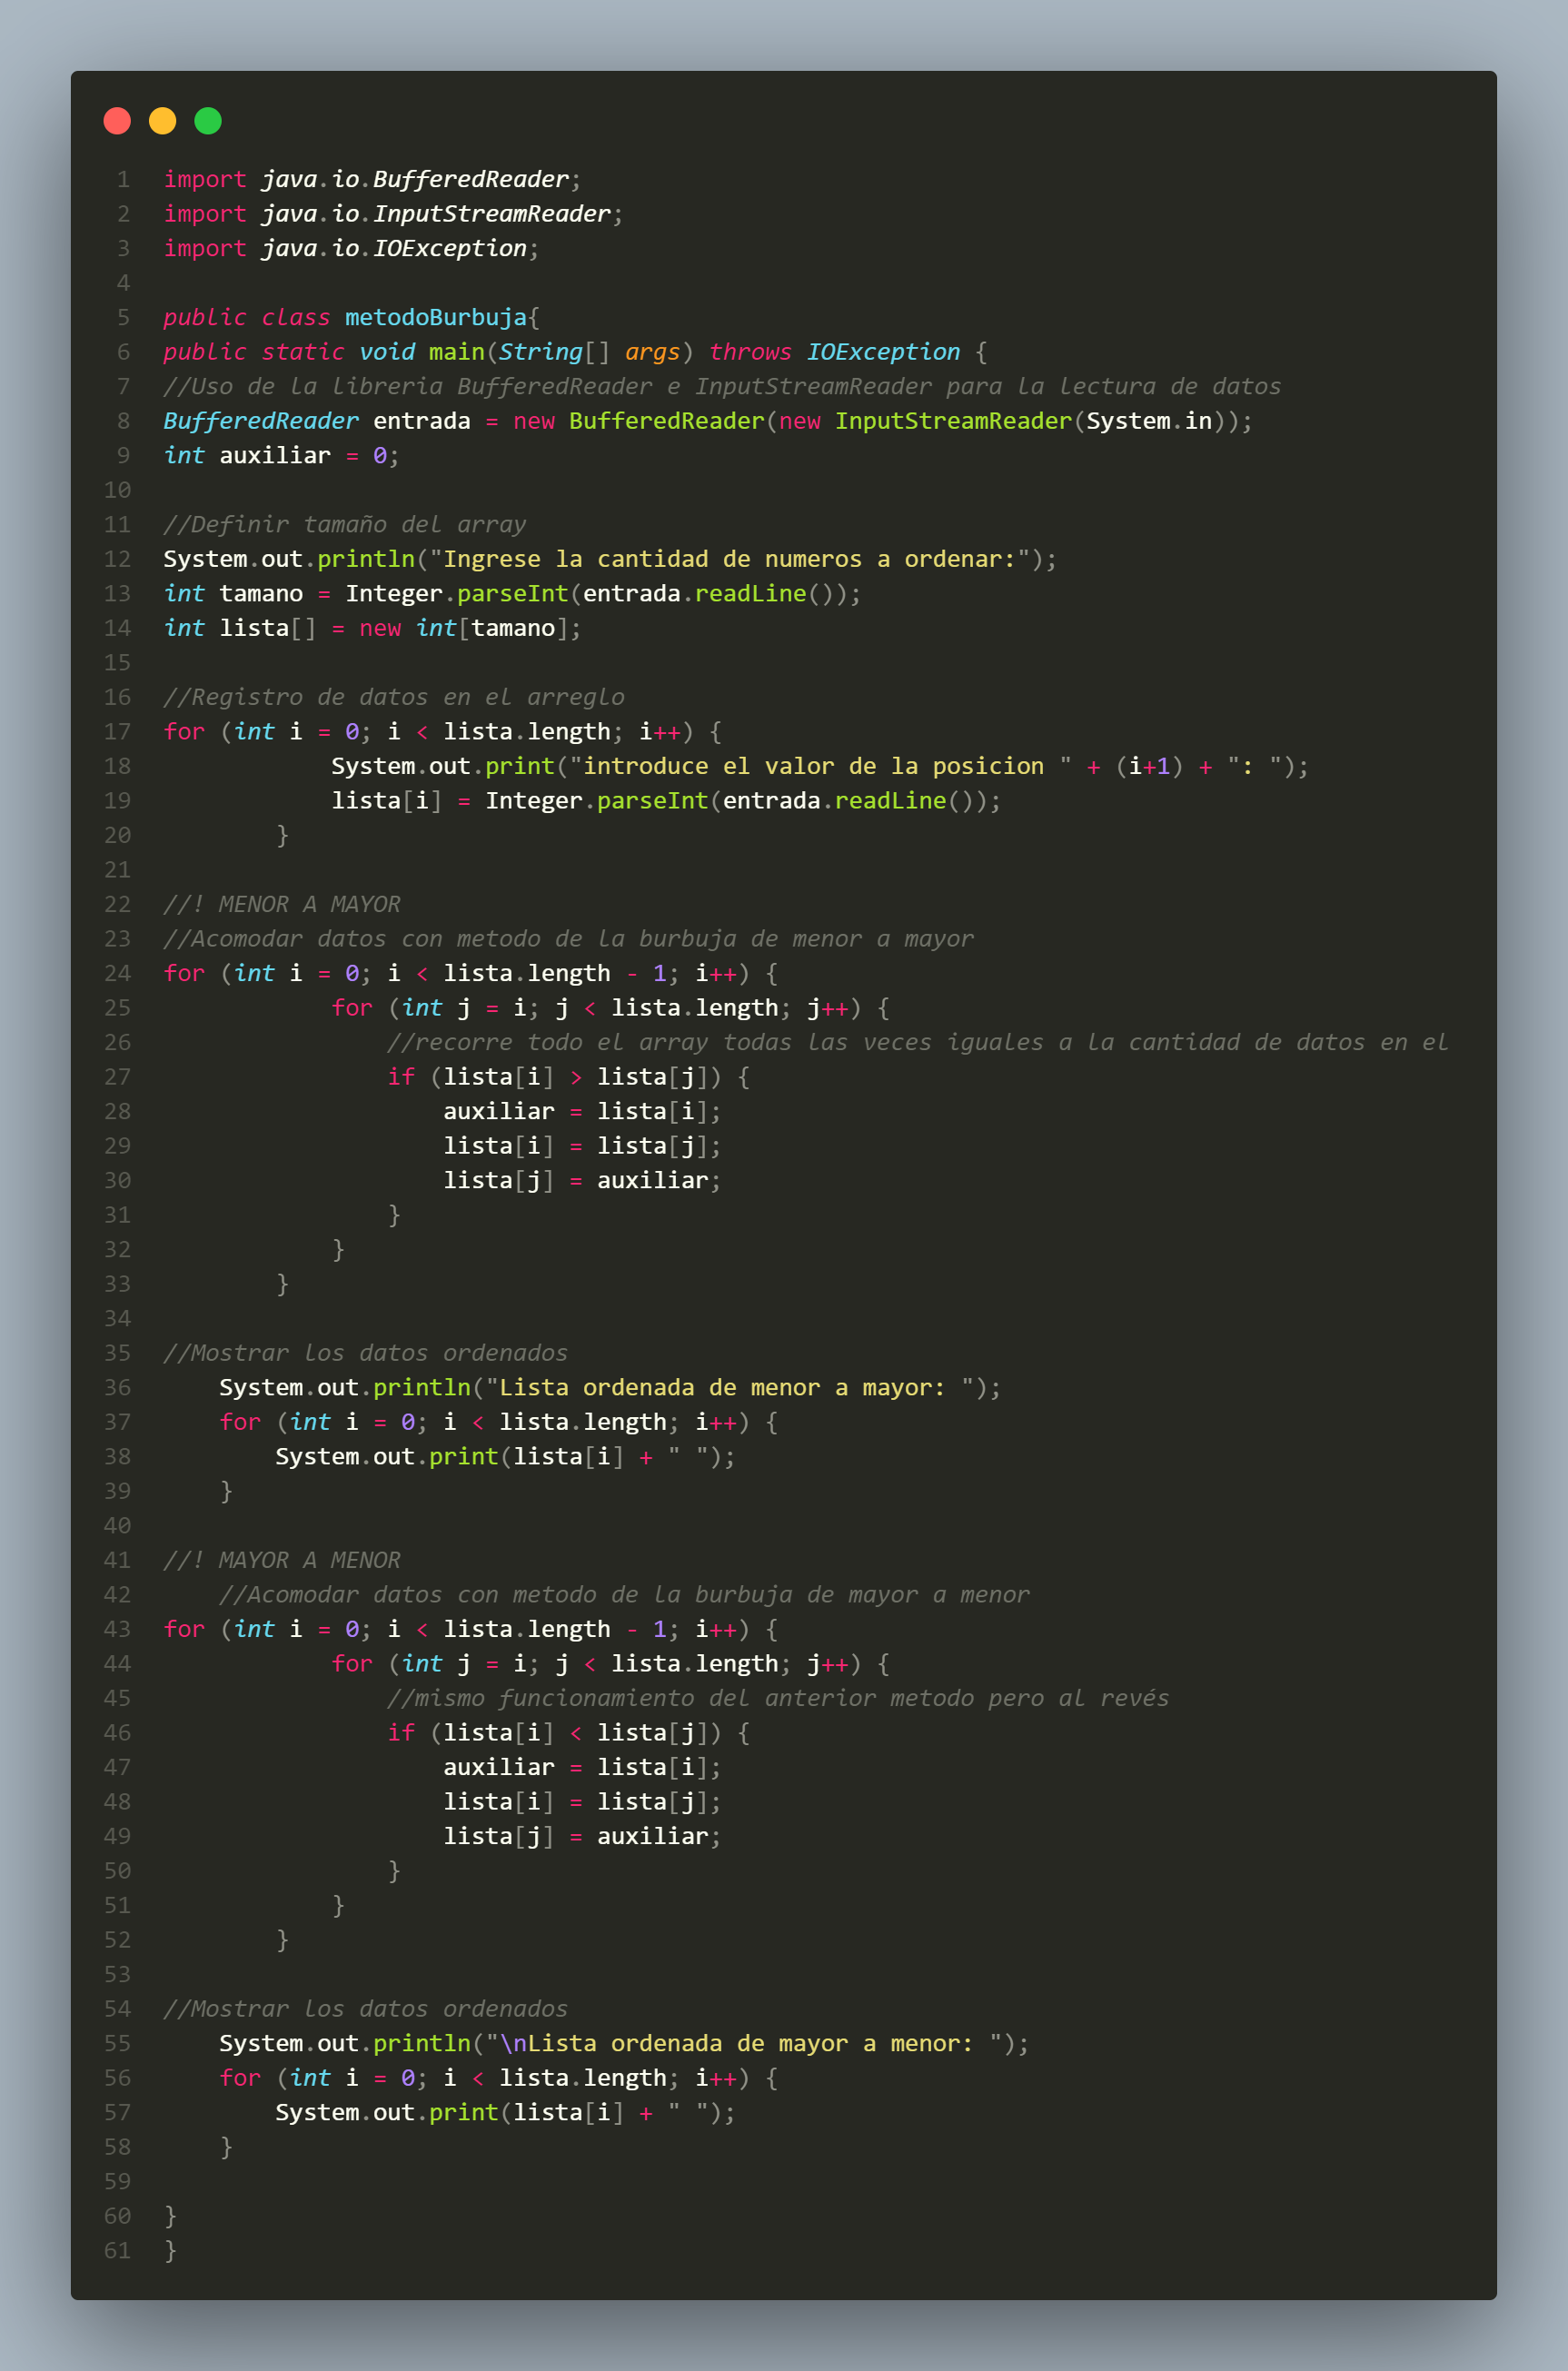 1 import java.io.BufferedReader;
2 import java.io.InputStreamReader;
3 import java.io.IOException;
4
5 public class metodoBurbuja{
6 public static void main(String[] args) throws IOException {
7 //Uso de la libreria BufferedReader e InputStreamReader para la lectura de datos
8 BufferedReader entrada = new BufferedReader(new InputStreamReader(System.in));
9 int auxiliar = 0;
10
11 //Definir tamaño del array
12 System.out.println("Ingrese la cantidad de numeros a ordenar:");
13 int tamano = Integer.parseInt(entrada.readLine());
14 int lista[] = new int[tamano];
15
16 //Registro de datos en el arreglo
17 for (int i = 0; i < lista.length; i++) {
18             System.out.print("introduce el valor de la posicion " + (i+1) + ": ");
19             lista[i] = Integer.parseInt(entrada.readLine());
20         }
21
22 //! MENOR A MAYOR
23 //Acomodar datos con metodo de la burbuja de menor a mayor
24 for (int i = 0; i < lista.length - 1; i++) {
25             for (int j = i; j < lista.length; j++) {
26                 //recorre todo el array todas las veces iguales a la cantidad de datos en el
27                 if (lista[i] > lista[j]) {
28                     auxiliar = lista[i];
29                     lista[i] = lista[j];
30                     lista[j] = auxiliar;
31                 }
32             }
33         }
34
35 //Mostrar los datos ordenados
36     System.out.println("Lista ordenada de menor a mayor: ");
37     for (int i = 0; i < lista.length; i++) {
38         System.out.print(lista[i] + " ");
39     }
40
41 //! MAYOR A MENOR
42     //Acomodar datos con metodo de la burbuja de mayor a menor
43 for (int i = 0; i < lista.length - 1; i++) {
44             for (int j = i; j < lista.length; j++) {
45                 //mismo funcionamiento del anterior metodo pero al revés
46                 if (lista[i] < lista[j]) {
47                     auxiliar = lista[i];
48                     lista[i] = lista[j];
49                     lista[j] = auxiliar;
50                 }
51             }
52         }
53
54 //Mostrar los datos ordenados
55     System.out.println("\nLista ordenada de mayor a menor: ");
56     for (int i = 0; i < lista.length; i++) {
57         System.out.print(lista[i] + " ");
58     }
59
60 }
61 }